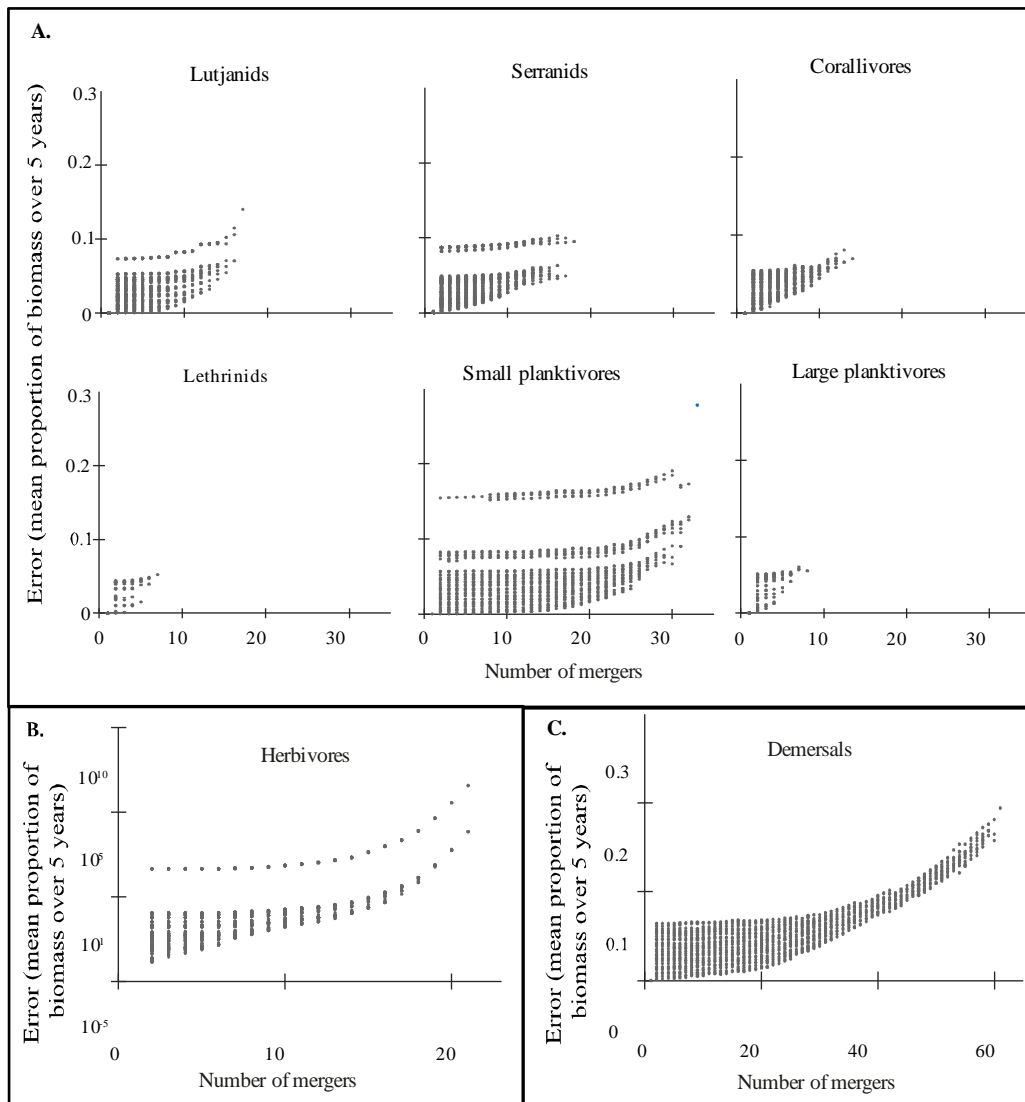 A.
Lutjanids
Serranids
Corallivores
Error (mean proportion of biomass over 5 years)
0.3
0.2
0.1
0
Lethrinids
Small planktivores
Large planktivores
0.3
0.2
0.1
0
0 10 20 30
0 10 20 30
0 10 20 30
Number of mergers
B.
Herbivores
Error (mean proportion of
biomass over 5 years)
10¹⁰
10⁵
10¹
10⁻⁵
0 10 20
Number of mergers
C.
Demersals
Error (mean proportion of
biomass over 5 years)
0.3
0.2
0.1
0
0 20 40 60
Number of mergers